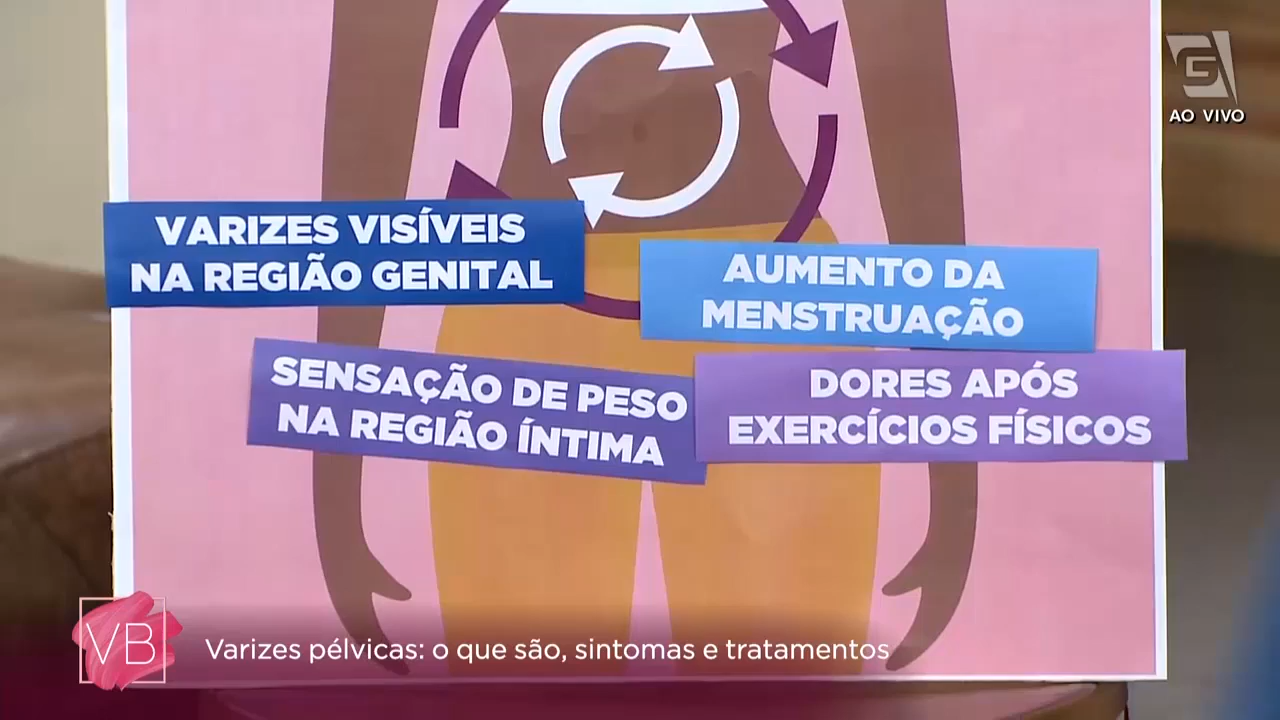 AO VIVO
VARIZES VISÍVEIS
NA REGIÃO GENITAL
AUMENTO DA
MENSTRUAÇÃO
SENSAÇÃO DE PESO
NA REGIÃO ÍNTIMA
DORES APÓS
EXERCÍCIOS FÍSICOS
VB
Varizes pélvicas: o que são, sintomas e tratamentos